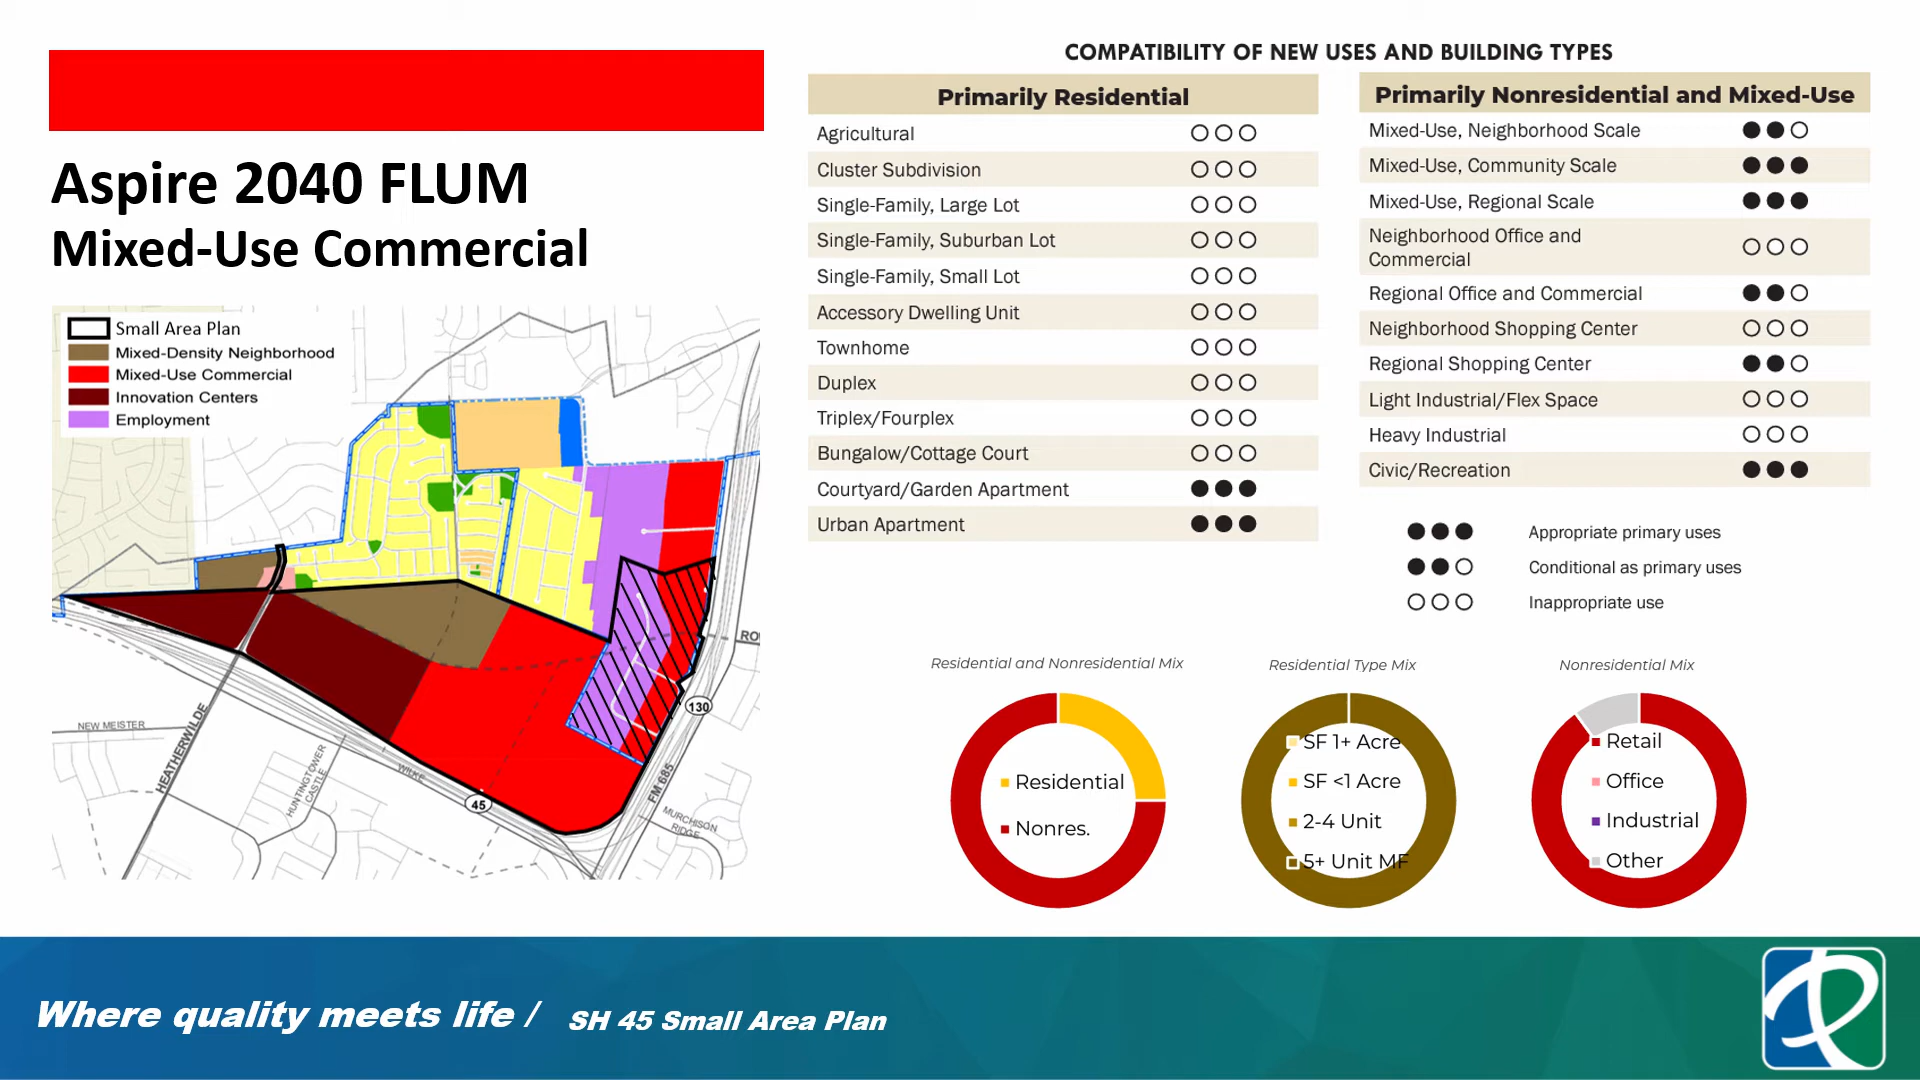 Aspire 2040 FLUM
Mixed-Use Commercial
Small Area Plan
Mixed-Density Neighborhood
Mixed-Use Commercial
Innovation Centers
Employment
NEW MEISTER
HEATHERWILDE
HUNTINGTOWER
CASTLE
WILKE
45
FM 685
130
RO
MURCHISON
RIDGE
COMPATIBILITY OF NEW USES AND BUILDING TYPES
Primarily Residential
Agricultural
Cluster Subdivision
Single-Family, Large Lot
Single-Family, Suburban Lot
Single-Family, Small Lot
Accessory Dwelling Unit
Townhome
Duplex
Triplex/Fourplex
Bungalow/Cottage Court
Courtyard/Garden Apartment
Urban Apartment
Primarily Nonresidential and Mixed-Use
Mixed-Use, Neighborhood Scale
Mixed-Use, Community Scale
Mixed-Use, Regional Scale
Neighborhood Office and
Commercial
Regional Office and Commercial
Neighborhood Shopping Center
Regional Shopping Center
Light Industrial/Flex Space
Heavy Industrial
Civic/Recreation
Appropriate primary uses
Conditional as primary uses
Inappropriate use
Residential and Nonresidential Mix
Residential
Nonres.
Residential Type Mix
SF 1+ Acre
SF <1 Acre
2-4 Unit
5+ Unit MF
Nonresidential Mix
Retail
Office
Industrial
Other
Where quality meets life / SH 45 Small Area Plan